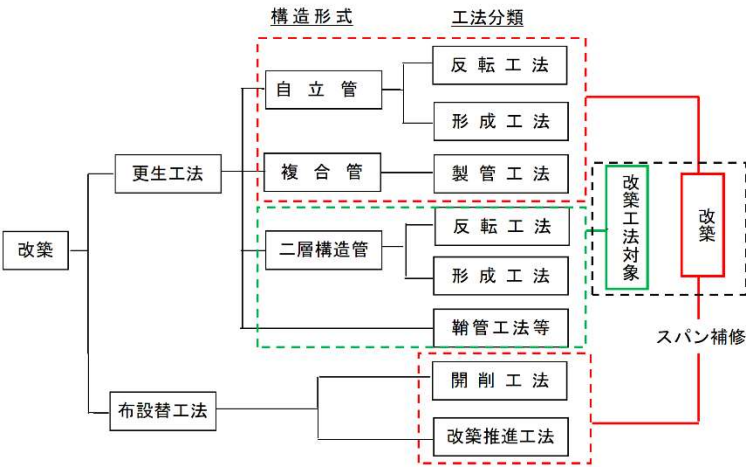 構造形式
工法分類
反転工法
自立管
形成工法
更生工法
複合管
製管工法
改築工法対象
改築
反転工法
改築
二層構造管
形成工法
鞘管工法等
スパン補修
開削工法
布設替工法
改築推進工法